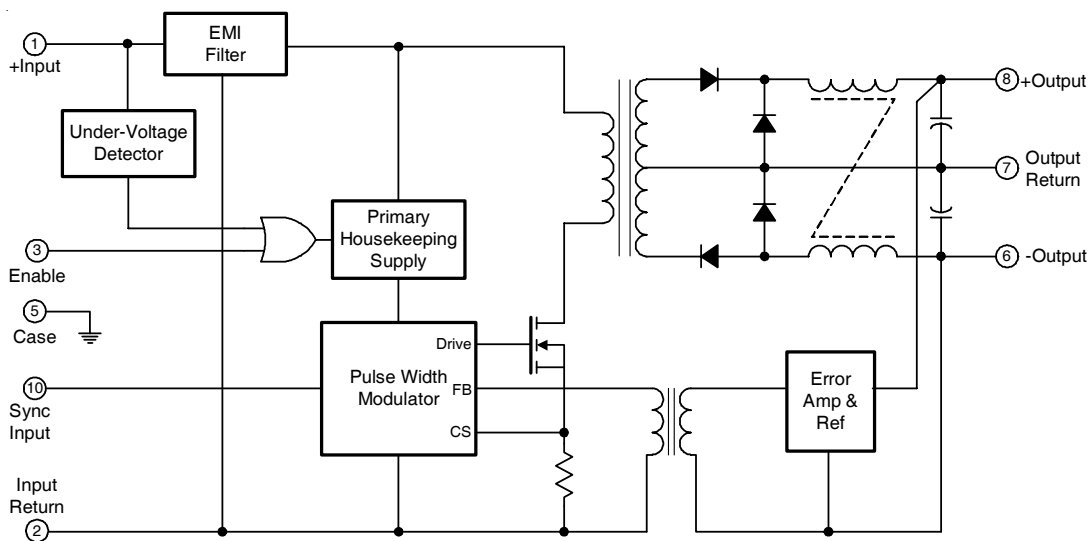 1
+Input
EMI
Filter
8
+Output
Under-Voltage
Detector
7
Output
Return
Primary
Housekeeping
Supply
3
Enable
6
-Output
5
Case
Drive
Pulse Width
Modulator
FB
CS
Error
Amp &
Ref
10
Sync
Input
Input
Return
2